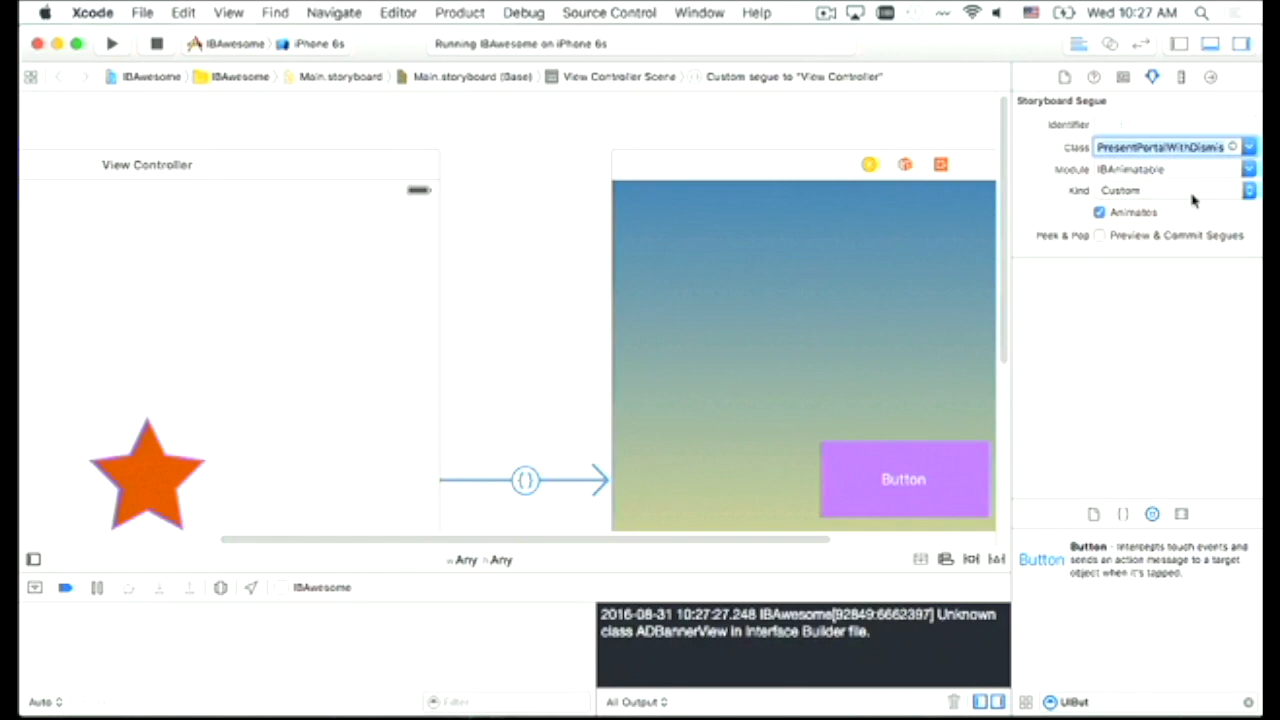 Xcode File Edit View Find Navigate Editor Product Debug Source Control Window Help Wed 10:27 AM
IBAwesome iPhone 6s Running IBAwesome on iPhone 6s
IBAwesome IBAwesome Main.storyboard Main.storyboard (Base) View Controller Scene Custom segue to "View Controller"
Storyboard Segue
Identifier
Class PresentPortalWithDismis
Module IBAnimatable
Kind Custom
Animates
Peek & Pop Preview & Commit Segues
View Controller
Button
Button
Button - Intercepts touch events and
sends an action message to a target
object when it's tapped.
Any Any
IBAwesome
2016-08-31 10:27:27.248 IBAwesome[92849:6662397] Unknown
class ADBannerView in Interface Builder file.
Auto Filter All Output UIBut